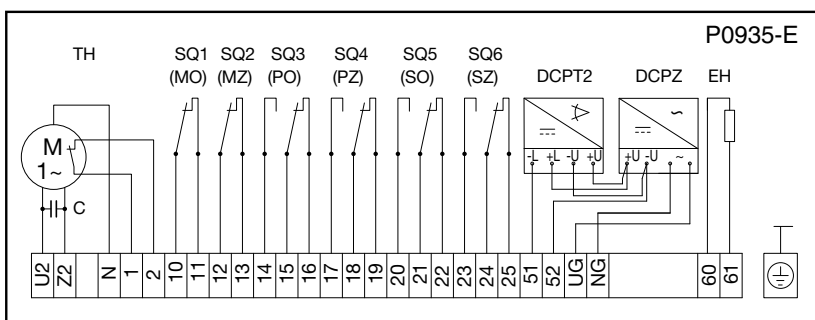 P0935-E
TH SQ1 SQ2 SQ3 SQ4 SQ5 SQ6 DCPT2 DCPZ EH
(MO) (MZ) (PO) (PZ) (SO) (SZ)
M
1~
C
-L +L -U +U +U -U ~
U2 Z2 N 1 2 10 11 12 13 14 15 16 17 18 19 20 21 22 23 24 25 51 52 UG NG 60 61